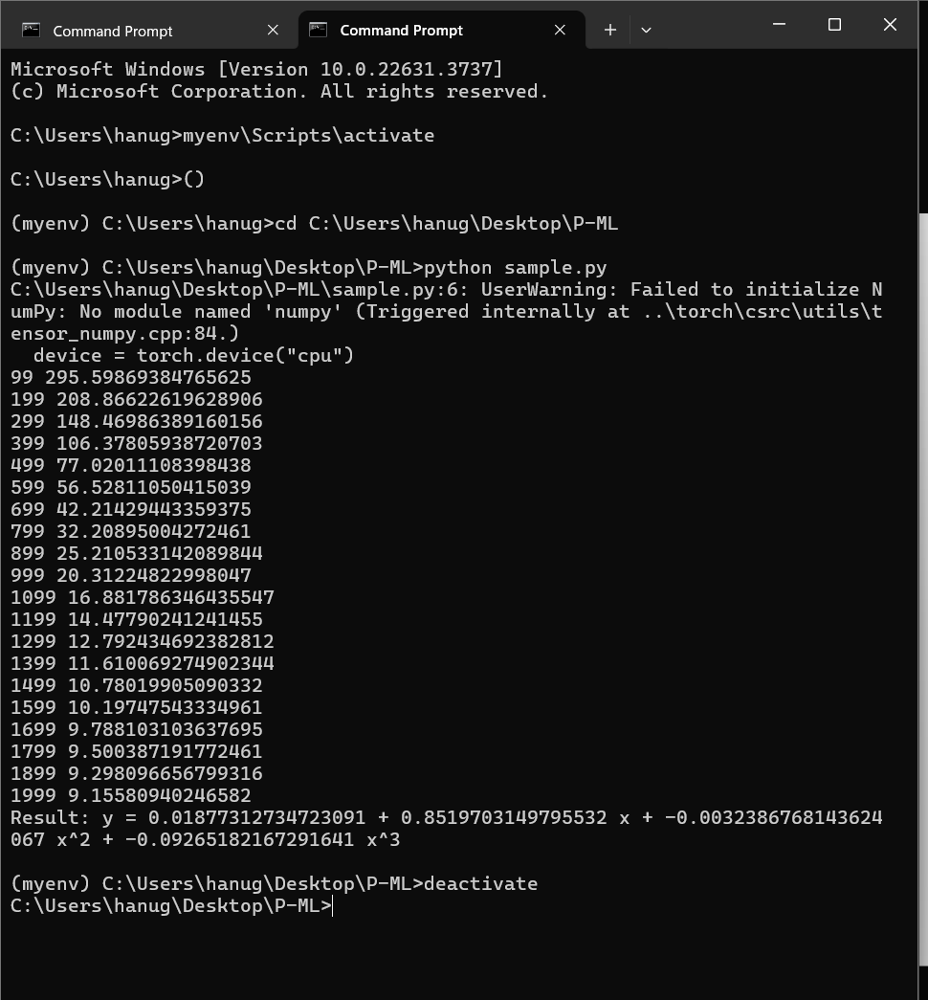 Command Prompt
Command Prompt
Microsoft Windows [Version 10.0.22631.3737]
(c) Microsoft Corporation. All rights reserved.
C:\Users\hanug>myenv\Scripts\activate
C:\Users\hanug>()
(myenv) C:\Users\hanug>cd C:\Users\hanug\Desktop\P-ML
(myenv) C:\Users\hanug\Desktop\P-ML>python sample.py
C:\Users\hanug\Desktop\P-ML\sample.py:6: UserWarning: Failed to initialize N
umPy: No module named 'numpy' (Triggered internally at ..\torch\csrc\utils\t
ensor_numpy.cpp:84.)
  device = torch.device("cpu")
99 295.59869384765625
199 208.86622619628906
299 148.46986389160156
399 106.37805938720703
499 77.02011108398438
599 56.52811050415039
699 42.21429443359375
799 32.20895004272461
899 25.210533142089844
999 20.31224822998047
1099 16.881786346435547
1199 14.47790241241455
1299 12.792434692382812
1399 11.610069274902344
1499 10.78019905090332
1599 10.19747543334961
1699 9.788103103637695
1799 9.500387191772461
1899 9.298096656799316
1999 9.15580940246582
Result: y = 0.01877312734723091 + 0.8519703149795532 x + -0.0032386768143624
067 x^2 + -0.09265182167291641 x^3
(myenv) C:\Users\hanug\Desktop\P-ML>deactivate
C:\Users\hanug\Desktop\P-ML>